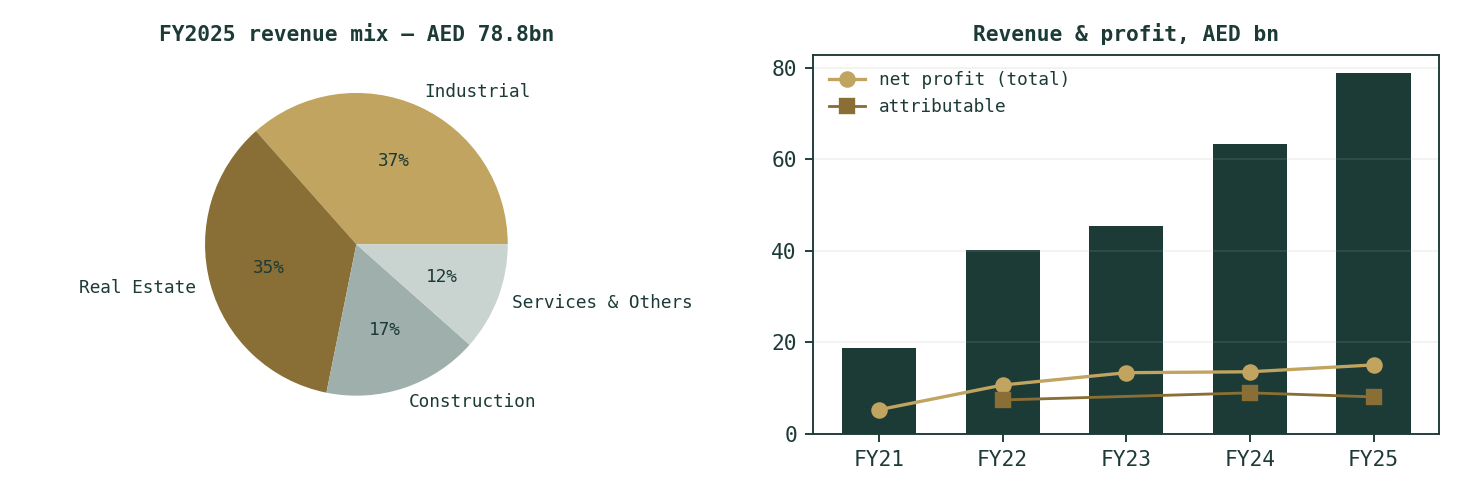 FY2025 revenue mix — AED 78.8bn
Industrial
37%
35%
Real Estate
12%
Services & Others
17%
Construction
Revenue & profit, AED bn
net profit (total)
attributable
80
60
40
20
0
FY21 FY22 FY23 FY24 FY25